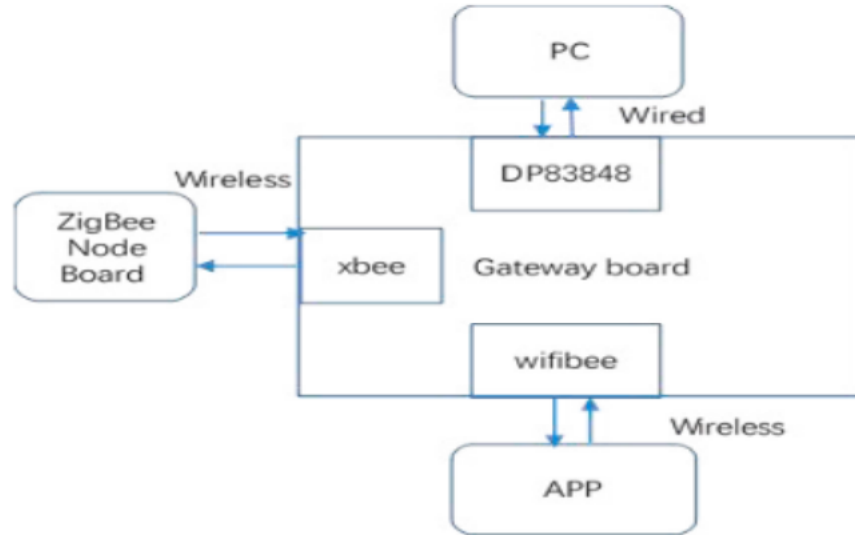 PC
Wired
DP83848
Wireless
ZigBee
Node
Board
xbee
Gateway board
wifibee
Wireless
APP